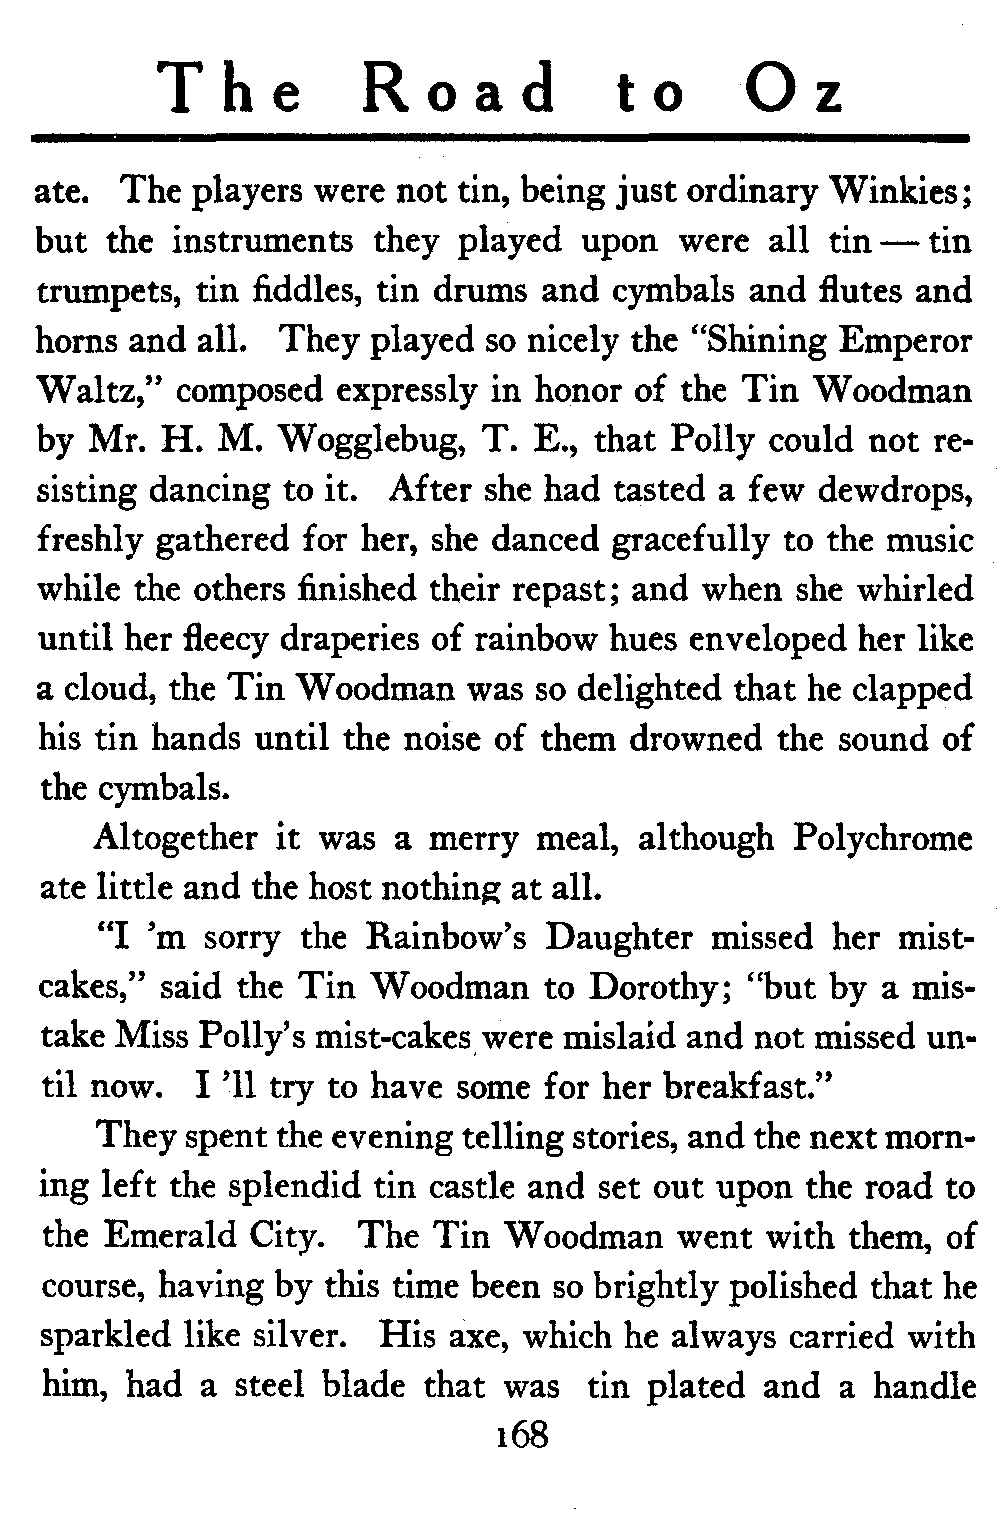 The Road to Oz
ate. The players were not tin, being just ordinary Winkies;
but the instruments they played upon were all tin — tin
trumpets, tin fiddles, tin drums and cymbals and flutes and
horns and all. They played so nicely the “Shining Emperor
Waltz,” composed expressly in honor of the Tin Woodman
by Mr. H. M. Wogglebug, T. E., that Polly could not re-
sisting dancing to it. After she had tasted a few dewdrops,
freshly gathered for her, she danced gracefully to the music
while the others finished their repast; and when she whirled
until her fleecy draperies of rainbow hues enveloped her like
a cloud, the Tin Woodman was so delighted that he clapped
his tin hands until the noise of them drowned the sound of
the cymbals.
Altogether it was a merry meal, although Polychrome
ate little and the host nothing at all.
“I ’m sorry the Rainbow’s Daughter missed her mist-
cakes,” said the Tin Woodman to Dorothy; “but by a mis-
take Miss Polly’s mist-cakes were mislaid and not missed un-
til now. I ’ll try to have some for her breakfast.”
They spent the evening telling stories, and the next morn-
ing left the splendid tin castle and set out upon the road to
the Emerald City. The Tin Woodman went with them, of
course, having by this time been so brightly polished that he
sparkled like silver. His axe, which he always carried with
him, had a steel blade that was tin plated and a handle
168